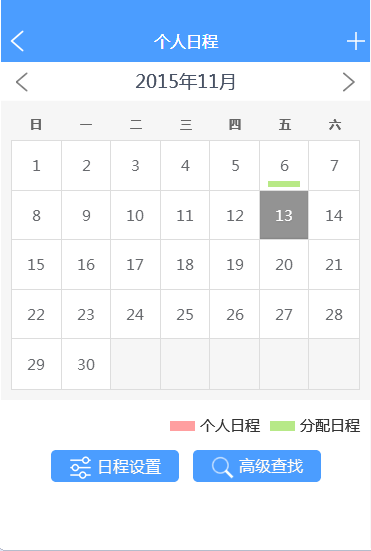 个人日程
2015年11月
日 一 二 三 四 五 六
1 2 3 4 5 6 7
8 9 10 11 12 13 14
15 16 17 18 19 20 21
22 23 24 25 26 27 28
29 30
个人日程 分配日程
日程设置 高级查找